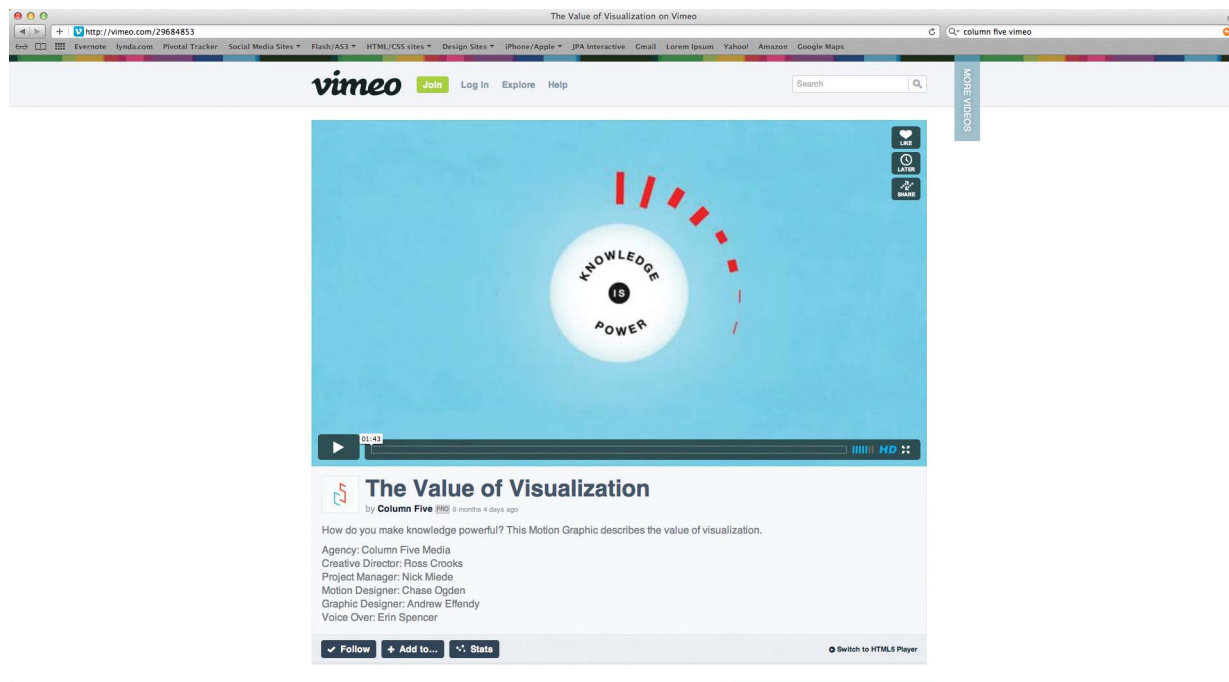 The Value of Visualization on Vimeo
http://vimeo.com/29684853
column five vimeo
Evernote lynda.com Pivotal Tracker Social Media Sites Flash/AS3 HTML/CSS sites Design Sites iPhone/Apple JPA Interactive Gmail Lorem Ipsum Yahoo! Amazon Google Maps
vimeo Join Log In Explore Help Search
MORE VIDEOS
LIKE
LATER
SHARE
KNOWLEDGE
IS
POWER
01:43
HD
The Value of Visualization
by Column Five PRO 9 months 4 days ago
How do you make knowledge powerful? This Motion Graphic describes the value of visualization.
Agency: Column Five Media
Creative Director: Ross Crooks
Project Manager: Nick Miede
Motion Designer: Chase Ogden
Graphic Designer: Andrew Effendy
Voice Over: Erin Spencer
Follow + Add to... Stats Switch to HTML5 Player